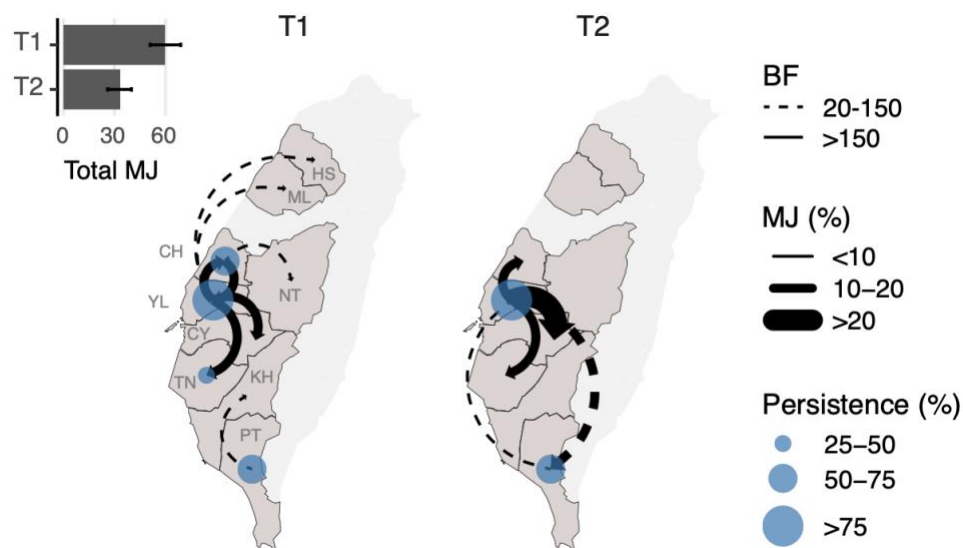 T1
T2
0 30 60
Total MJ
T1
T2
HS
ML
CH
NT
YL
CY
TN
KH
PT
BF
20-150
>150
MJ (%)
<10
10–20
>20
Persistence (%)
25–50
50–75
>75